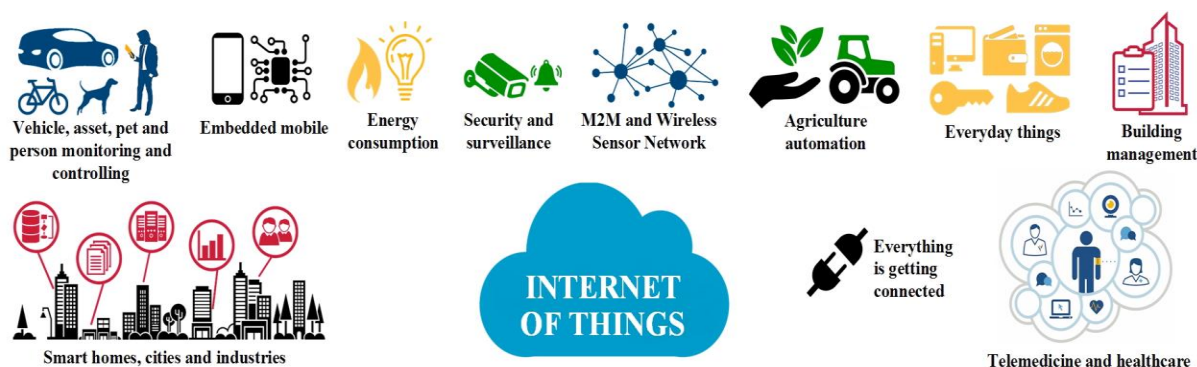 Vehicle, asset, pet and
person monitoring and
controlling
Embedded mobile
Energy
consumption
Security and
surveillance
M2M and Wireless
Sensor Network
Agriculture
automation
Everyday things
Building
management
Smart homes, cities and industries
INTERNET
OF THINGS
Everything
is getting
connected
Telemedicine and healthcare